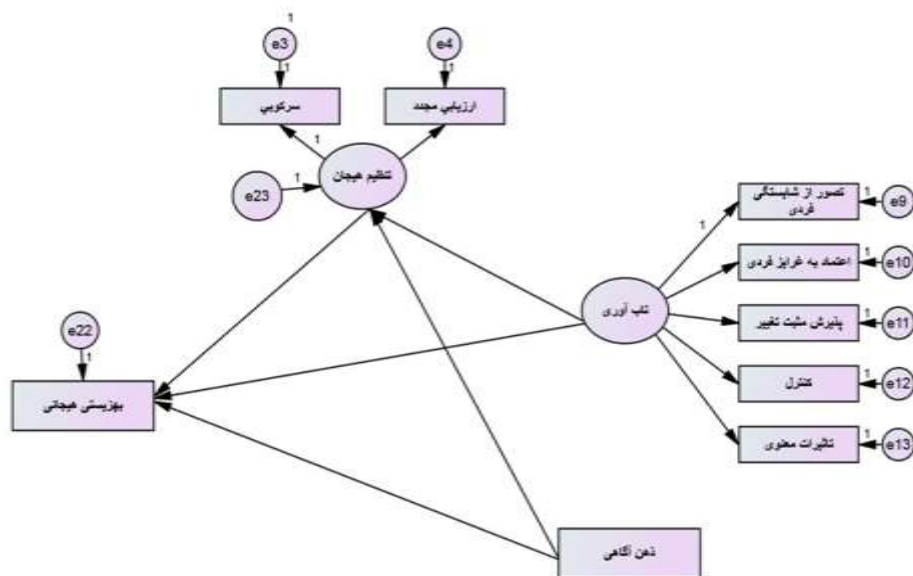 1
e3
e4
1
1
سرکوبي
ارزیابي مجدد
1
تنظیم هیجان
1
e23
تصور از شایستگی
فردی
1
e9
1
اعتماد به غرایز فردی
1
e10
تاب آوری
پذیرش مثبت تغییر
1
e11
کنترل
1
e12
تاثیرات معنوی
1
e13
e22
1
بهزیستی هیجانی
ذهن آگاهی